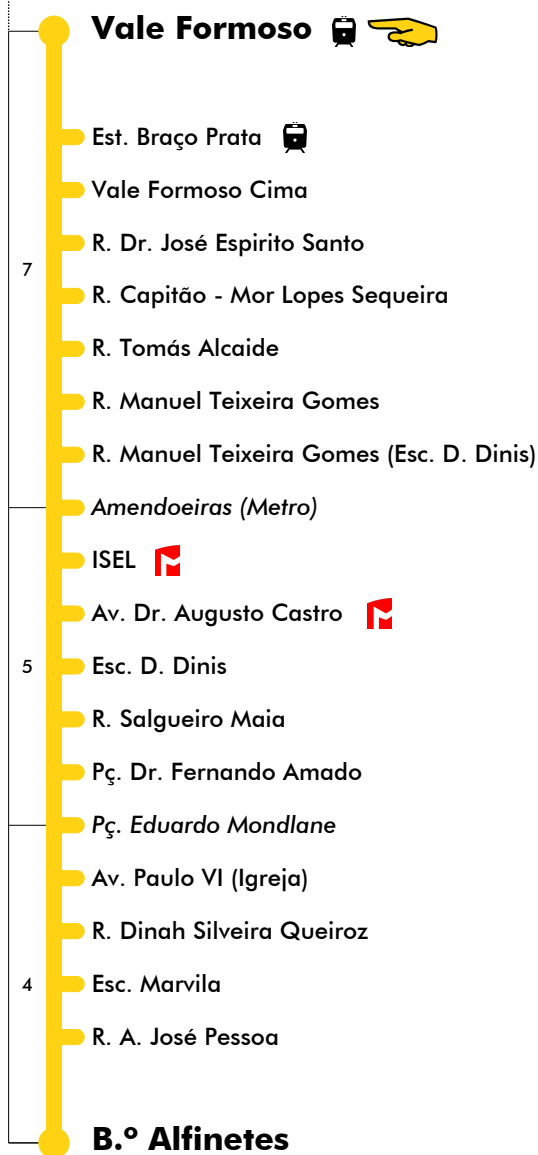 Vale Formoso
Est. Braço Prata
Vale Formoso Cima
R. Dr. José Espirito Santo
7
R. Capitão - Mor Lopes Sequeira
R. Tomás Alcaide
R. Manuel Teixeira Gomes
R. Manuel Teixeira Gomes (Esc. D. Dinis)
Amendoeiras (Metro)
ISEL
Av. Dr. Augusto Castro
5
Esc. D. Dinis
R. Salgueiro Maia
Pç. Dr. Fernando Amado
Pç. Eduardo Mondlane
Av. Paulo VI (Igreja)
R. Dinah Silveira Queiroz
4
Esc. Marvila
R. A. José Pessoa
B.º Alfinetes